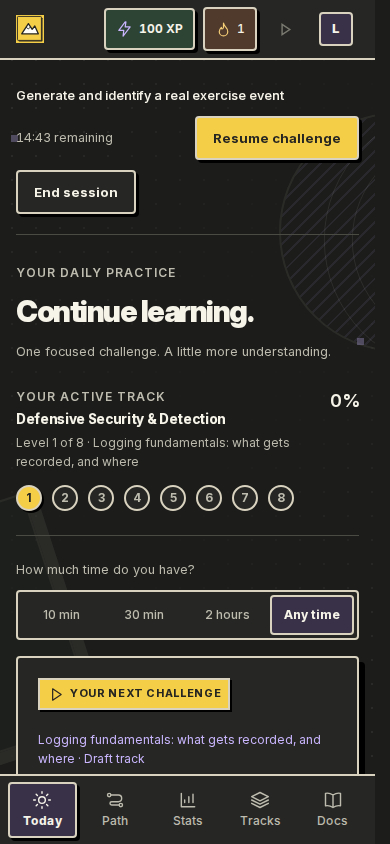 100 XP
1
L
Generate and identify a real exercise event
14:43 remaining
Resume challenge
End session
YOUR DAILY PRACTICE
Continue learning.
One focused challenge. A little more understanding.
YOUR ACTIVE TRACK
0%
Defensive Security & Detection
Level 1 of 8 · Logging fundamentals: what gets
recorded, and where
1 2 3 4 5 6 7 8
How much time do you have?
10 min 30 min 2 hours Any time
YOUR NEXT CHALLENGE
Logging fundamentals: what gets recorded, and
where · Draft track
Today Path Stats Tracks Docs